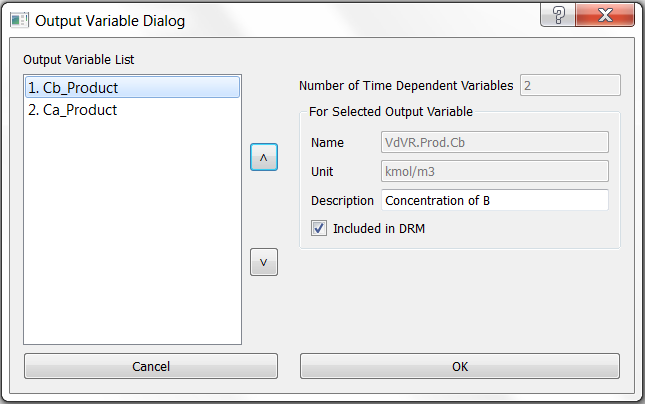 Output Variable Dialog
?
X
Output Variable List
1. Cb_Product
2. Ca_Product
^
v
Number of Time Dependent Variables 2
For Selected Output Variable
Name VdVR.Prod.Cb
Unit kmol/m3
Description Concentration of B
Included in DRM
Cancel
OK